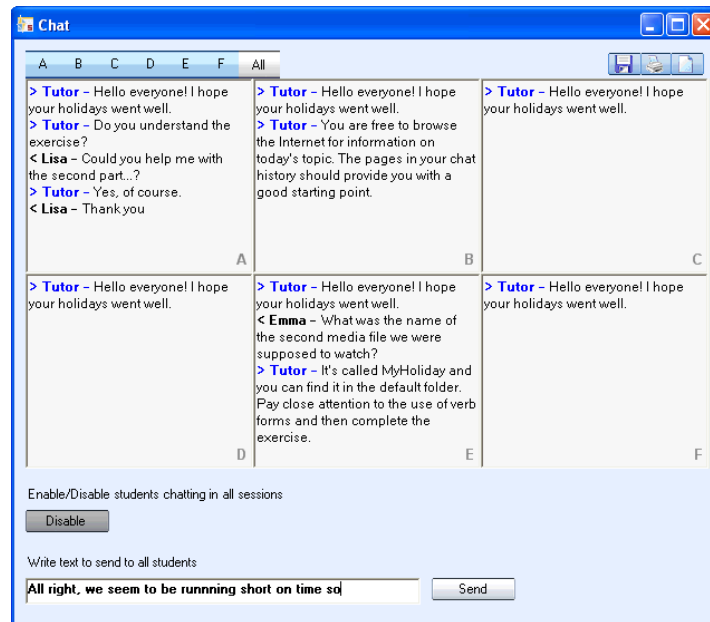 Chat
A B C D E F All
> Tutor – Hello everyone! I hope
your holidays went well.
> Tutor – Do you understand the
exercise?
< Lisa – Could you help me with
the second part...?
> Tutor – Yes, of course.
< Lisa – Thank you
A
> Tutor – Hello everyone! I hope
your holidays went well.
> Tutor – You are free to browse
the Internet for information on
today's topic. The pages in your chat
history should provide you with a
good starting point.
B
> Tutor – Hello everyone! I hope
your holidays went well.
C
> Tutor – Hello everyone! I hope
your holidays went well.
D
> Tutor – Hello everyone! I hope
your holidays went well.
< Emma – What was the name of
the second media file we were
supposed to watch?
> Tutor – It's called MyHoliday and
you can find it in the default folder.
Pay close attention to the use of verb
forms and then complete the
exercise.
E
> Tutor – Hello everyone! I hope
your holidays went well.
F
Enable/Disable students chatting in all sessions
Disable
Write text to send to all students
All right, we seem to be runnning short on time so
Send